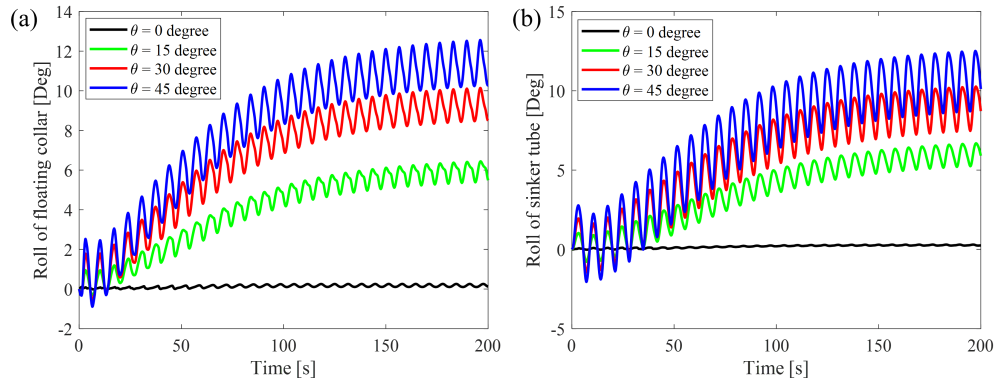 (a)
14
12
10
8
6
4
2
0
-2
Roll of floating collar [Deg]
θ = 0 degree
θ = 15 degree
θ = 30 degree
θ = 45 degree
0 50 100 150 200
Time [s]
(b)
15
10
5
0
-5
Roll of sinker tube [Deg]
θ = 0 degree
θ = 15 degree
θ = 30 degree
θ = 45 degree
0 50 100 150 200
Time [s]